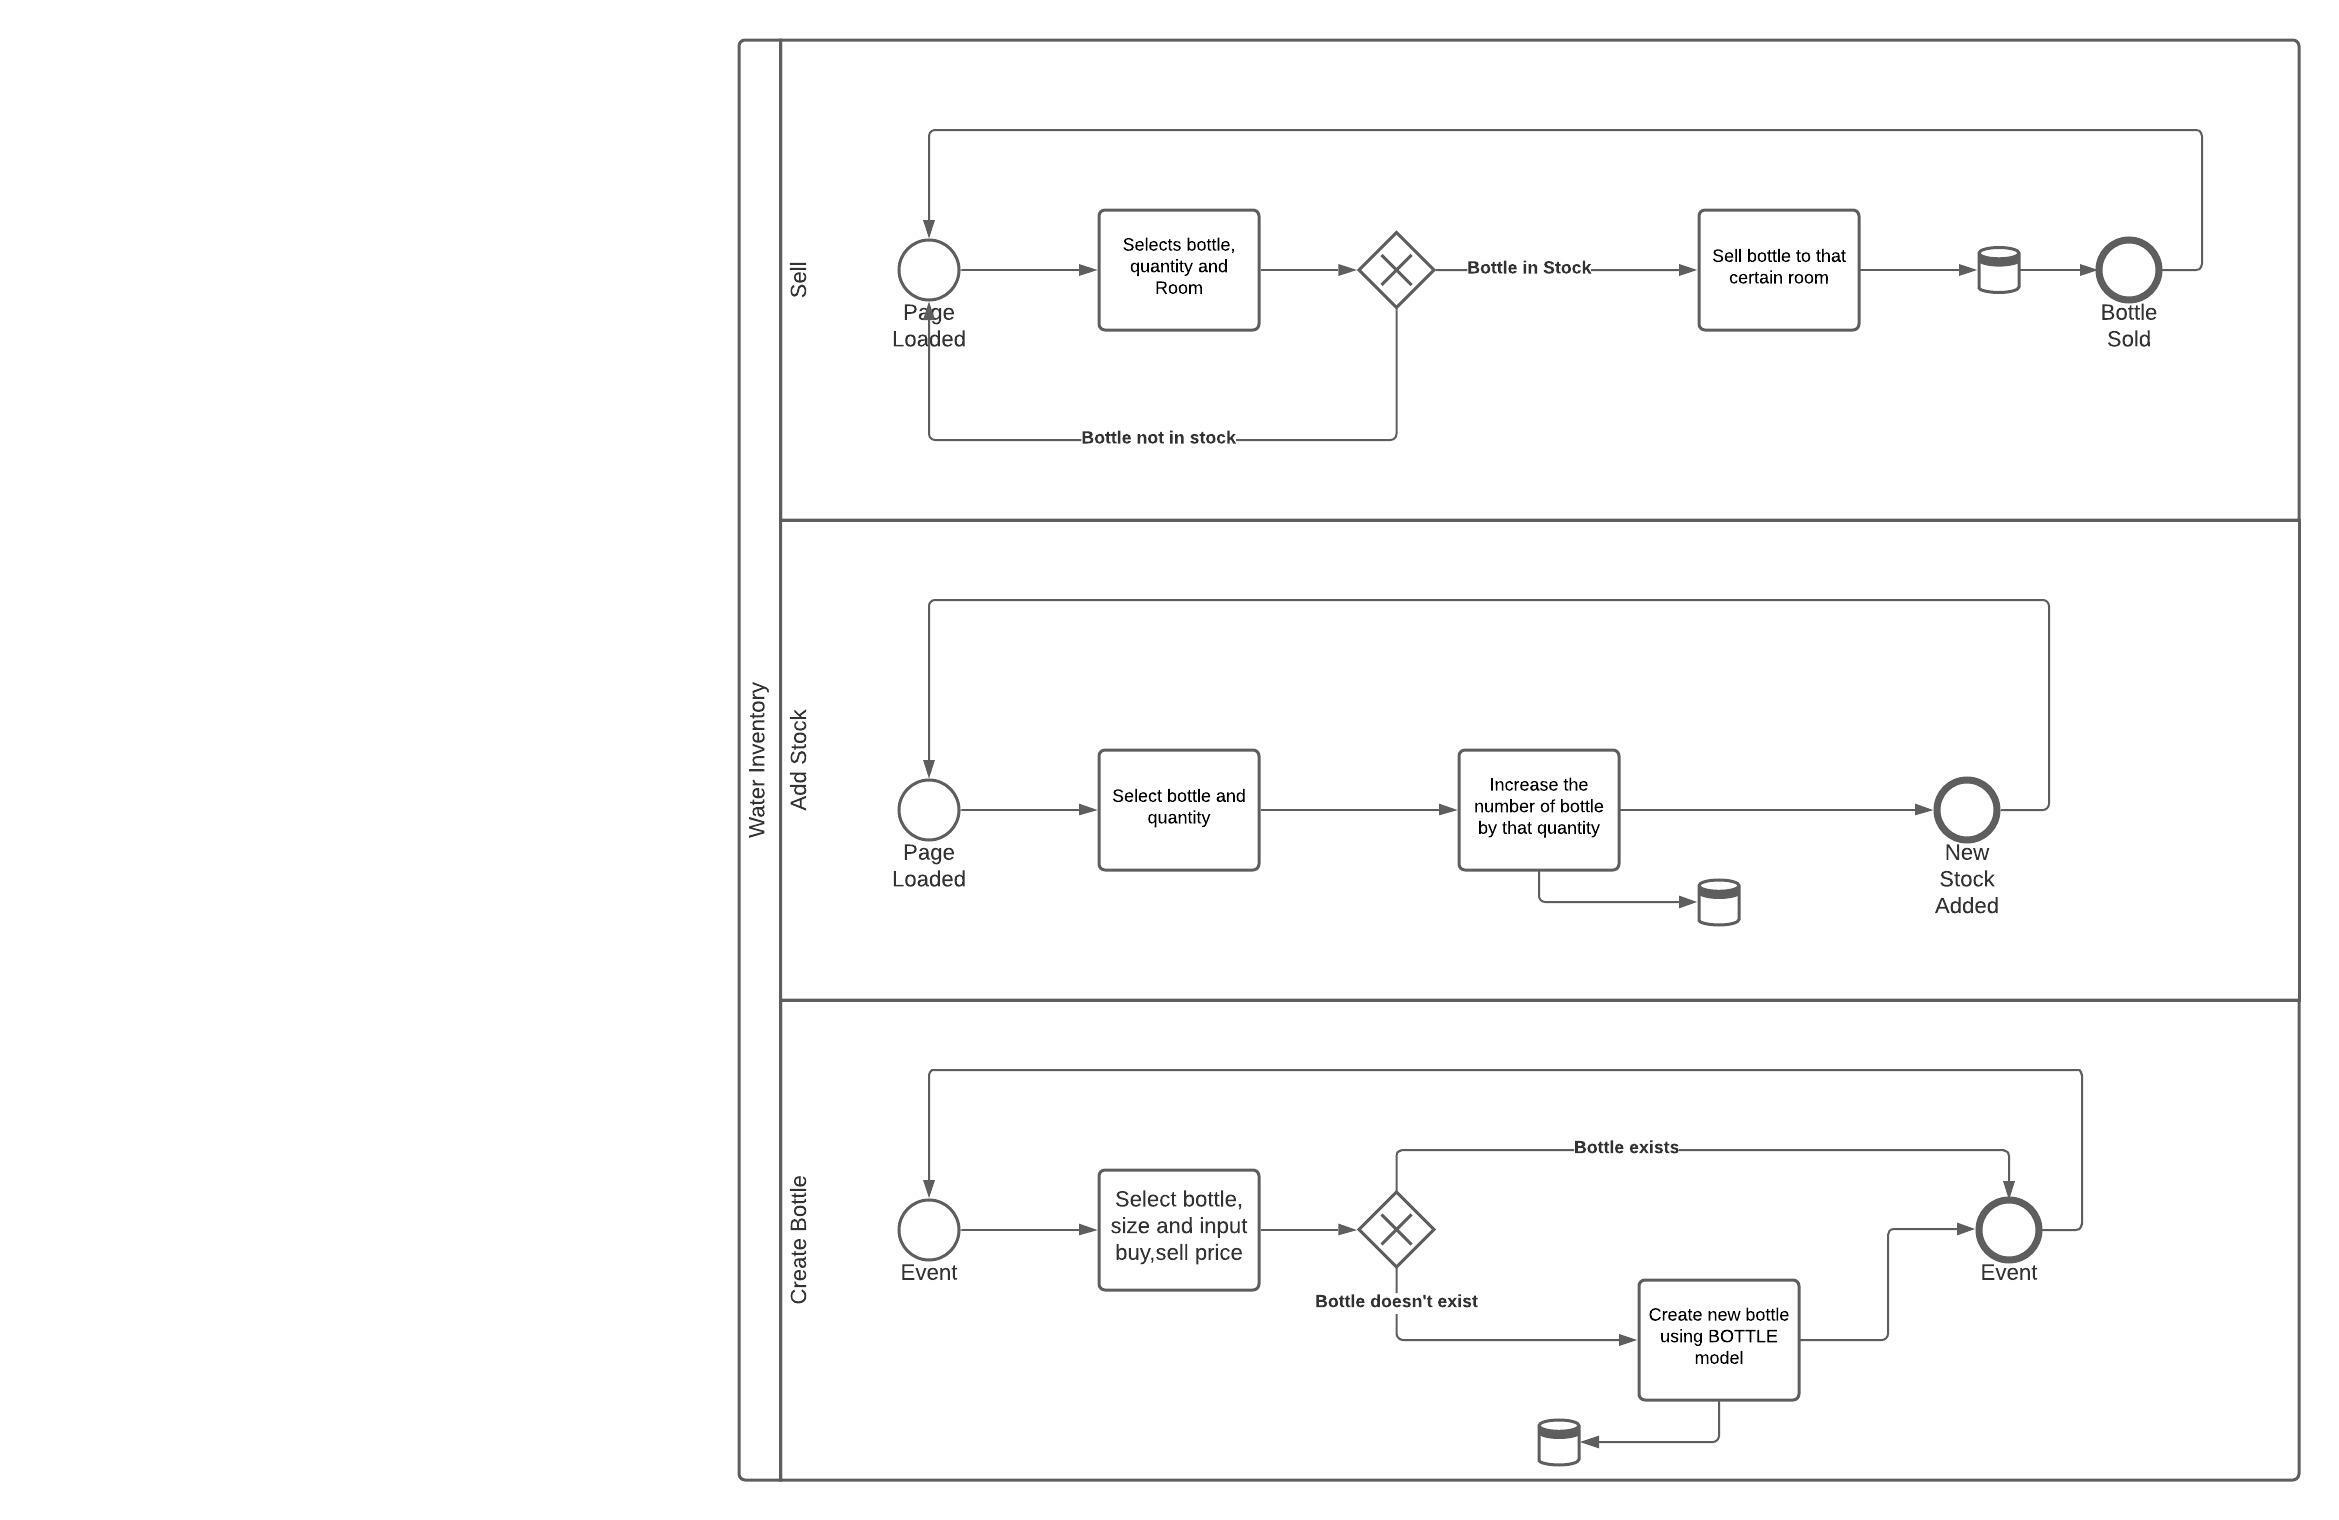 Water Inventory
Sell
Page
Loaded
Selects bottle,
quantity and
Room
Bottle in Stock
Sell bottle to that
certain room
Bottle
Sold
Bottle not in stock
Add Stock
Page
Loaded
Select bottle and
quantity
Increase the
number of bottle
by that quantity
New
Stock
Added
Create Bottle
Event
Select bottle,
size and input
buy,sell price
Bottle exists
Bottle doesn't exist
Create new bottle
using BOTTLE
model
Event